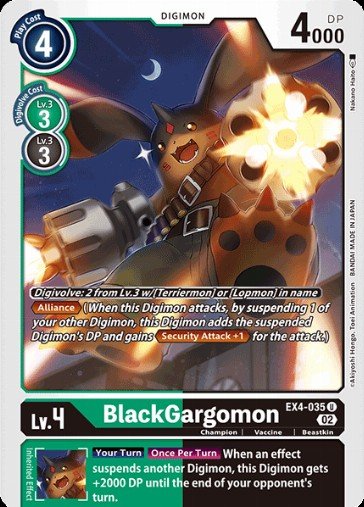 DIGIMON
Play Cost
4
DP
4000
Digivolve Cost
Lv.3
3
Lv.3
3
Nakano Haito
©Akiyoshi Hongo, Toei Animation BANDAI MADE IN JAPAN
Digivolve: 2 from Lv.3 w/[Terriermon] or [Lopmon] in name
Alliance (When this Digimon attacks, by suspending 1 of
your other Digimon, this Digimon adds the suspended
Digimon's DP and gains Security Attack +1 for the attack.)
Lv.4
BlackGargomon
EX4-035 U
02
Champion | Vaccine | Beastkin
Inherited Effect
Your Turn Once Per Turn When an effect
suspends another Digimon, this Digimon gets
+2000 DP until the end of your opponent's
turn.